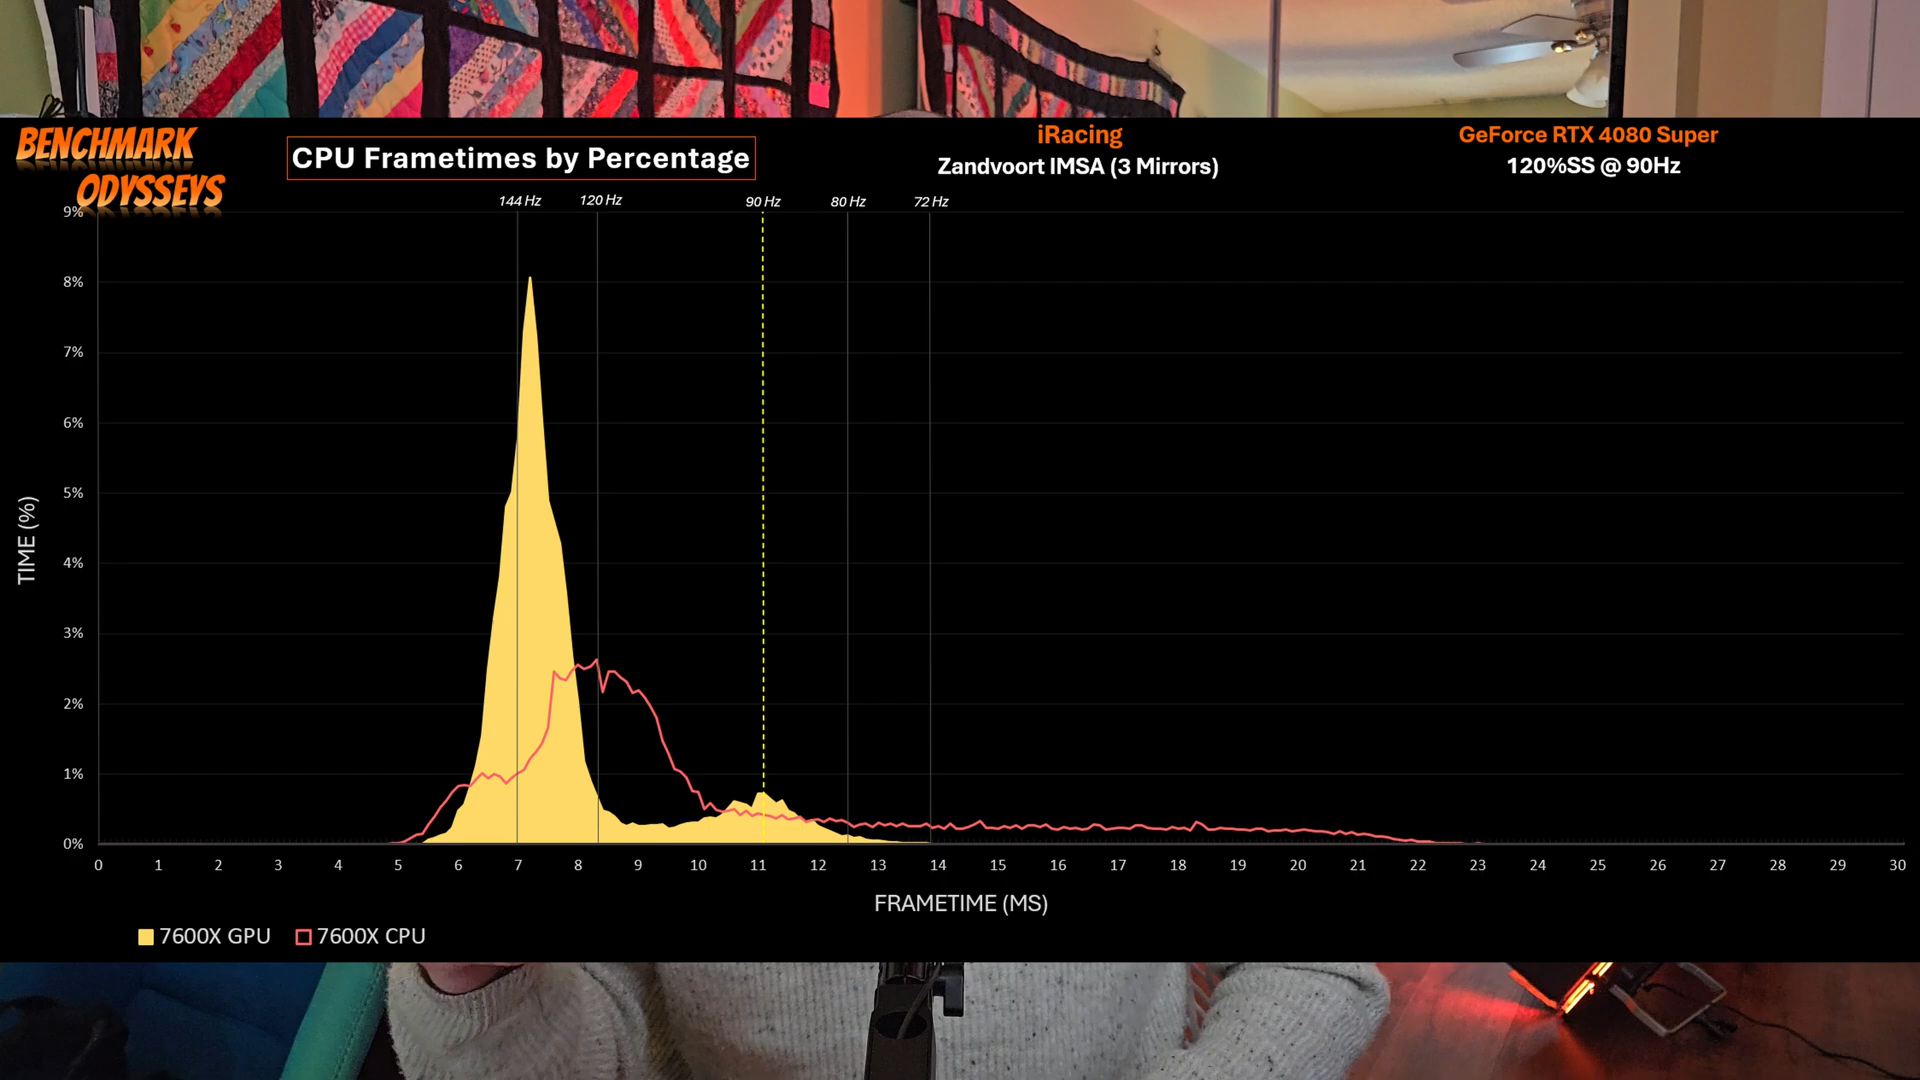 BENCHMARK
ODYSSEYS
CPU Frametimes by Percentage
iRacing
Zandvoort IMSA (3 Mirrors)
GeForce RTX 4080 Super
120%SS @ 90Hz
144 Hz
120 Hz
90 Hz
80 Hz
72 Hz
9%
8%
7%
6%
5%
4%
3%
2%
1%
0%
TIME (%)
0 1 2 3 4 5 6 7 8 9 10 11 12 13 14 15 16 17 18 19 20 21 22 23 24 25 26 27 28 29 30
FRAMETIME (MS)
7600X GPU
7600X CPU